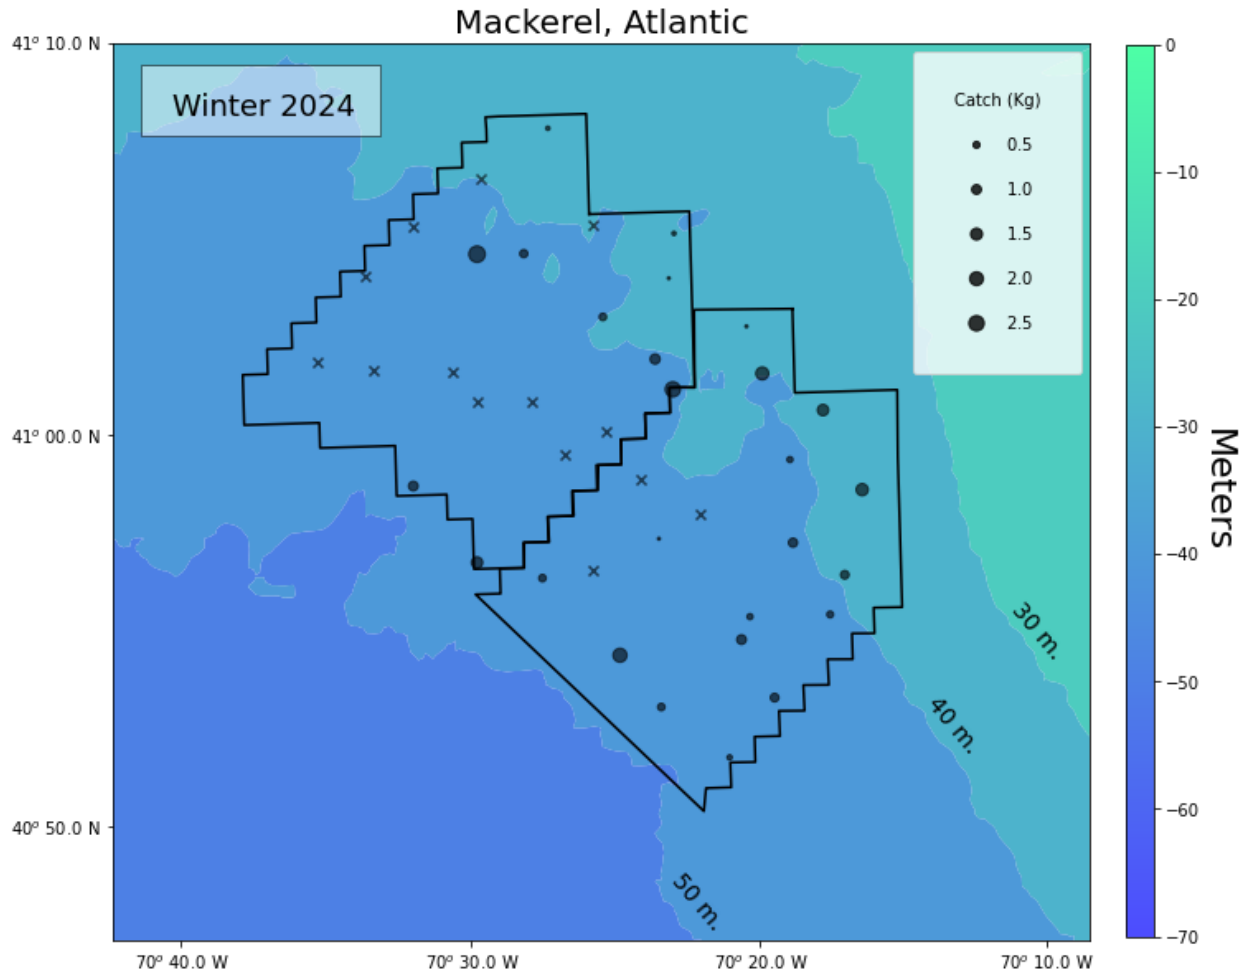 Mackerel, Atlantic
41° 10.0 N
41° 00.0 N
40° 50.0 N
Winter 2024
Catch (Kg)
0.5
1.0
1.5
2.0
2.5
30 m.
40 m.
50 m.
70° 40.0 W
70° 30.0 W
70° 20.0 W
70° 10.0 W
0
−10
−20
−30
−40
−50
−60
−70
Meters